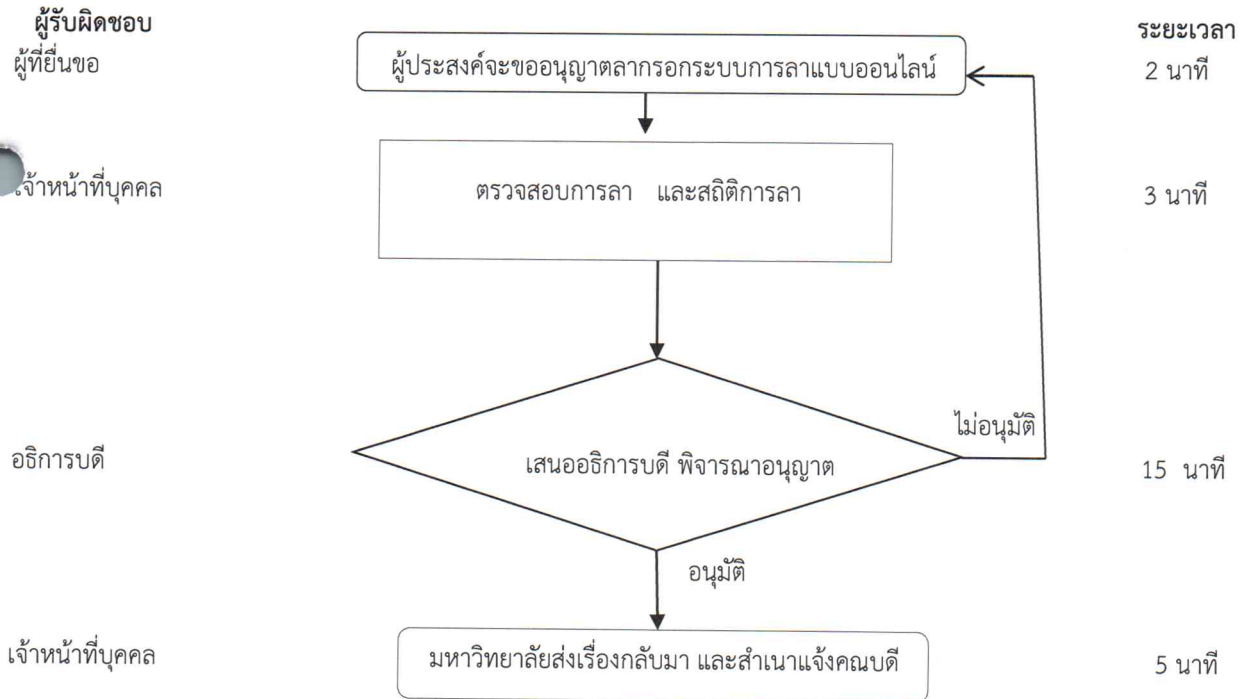 ผู้รับผิดชอบ
ระยะเวลา
ผู้ที่ยื่นขอ
ผู้ประสงค์จะขออนุญาตลากรอกระบบการลาแบบออนไลน์
2 นาที
เจ้าหน้าที่บุคคล
ตรวจสอบการลา และสถิติการลา
3 นาที
ไม่อนุมัติ
อธิการบดี
เสนออธิการบดี พิจารณาอนุญาต
15 นาที
อนุมัติ
เจ้าหน้าที่บุคคล
มหาวิทยาลัยส่งเรื่องกลับมา และสำเนาแจ้งคณบดี
5 นาที